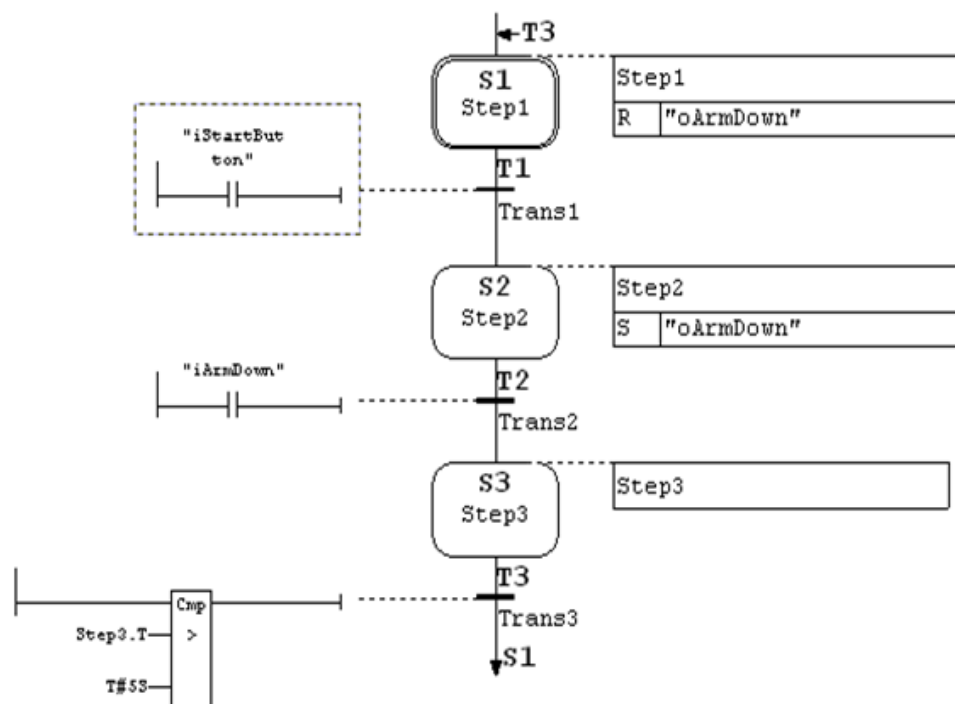 T3
S1
Step1
Step1
R "oArmDown"
"iStartBut
ton"
T1
Trans1
S2
Step2
Step2
S "oArmDown"
"iArmDown"
T2
Trans2
S3
Step3
Step3
T3
Trans3
Cmp
Step3.T
>
T#5S
S1